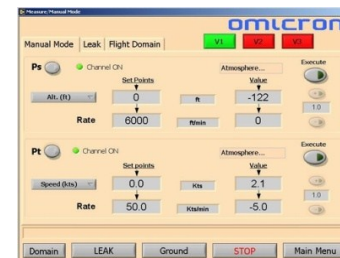 Measure/Manual Mode
omicron
Manual Mode Leak Flight Domain V1 V2 V3
Ps Channel ON Atmosphere... Execute
Set Points Value
Alt. (ft) 0 ft -122
1.0
Rate 6000 ft/min 0
Pt Channel ON Atmosphere... Execute
Set points Value
Speed (kts) 0.0 Kts 2.1
1.0
Rate 50.0 Kts/min -5.0
Domain LEAK Ground STOP Main Menu